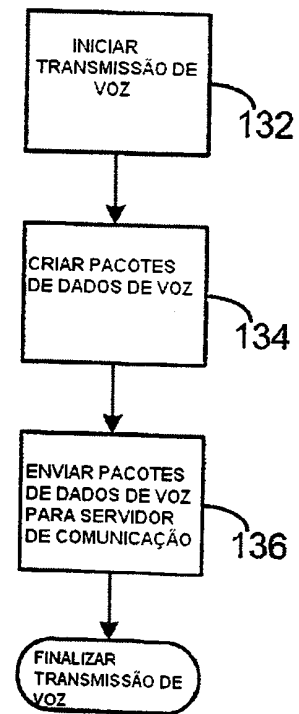 INICIAR
TRANSMISSÃO DE
VOZ
132
CRIAR PACOTES
DE DADOS DE VOZ
134
ENVIAR PACOTES
DE DADOS DE VOZ
PARA SERVIDOR
DE COMUNICAÇÃO
136
FINALIZAR
TRANSMISSÃO DE
VOZ